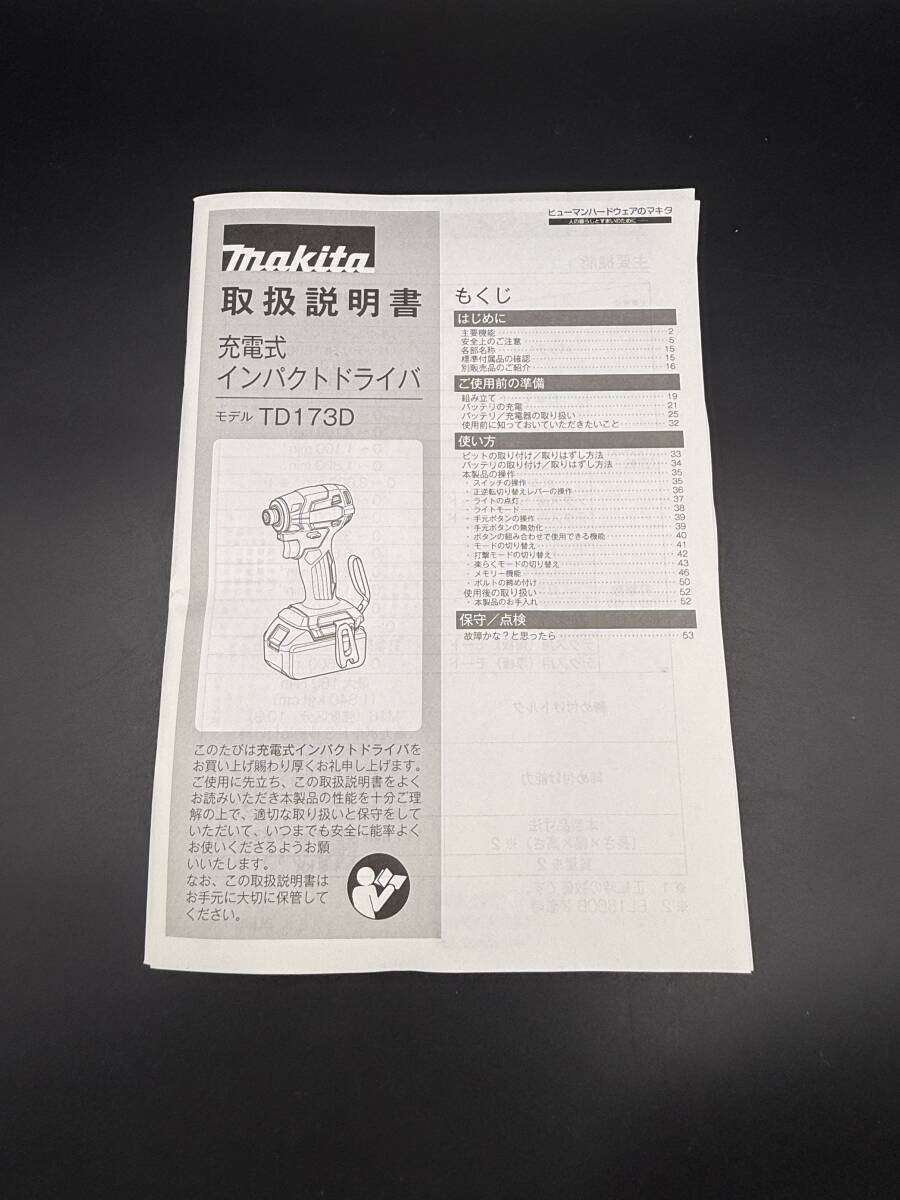 makita
取扱説明書
充電式
インパクトドライバ
モデル TD173D
このたびは充電式インパクトドライバを
お買い上げ賜わり厚くお礼申し上げます。
ご使用に先立ち、この取扱説明書をよく
お読みいただき本製品の性能を十分ご理
解の上で、適切な取り扱いと保守をして
いただいて、いつまでも安全に能率よく
お使いくださるようお願
いいたします。
なお、この取扱説明書は
お手元に大切に保管して
ください。
ヒューマンハードウェアのマキタ
人の暮らしとすまいのために
もくじ
はじめに
主要機能 2
安全上のご注意 5
各部名称 15
標準付属品の確認 15
別販売品のご紹介 16
ご使用前の準備
組み立て 19
バッテリの充電 21
バッテリ/充電器の取り扱い 25
使用前に知っておいていただきたいこと 32
使い方
ビットの取り付け/取りはずし方法 33
バッテリの取り付け/取りはずし方法 34
本製品の操作 35
・スイッチの操作 35
・正逆転切り替えレバーの操作 36
・ライトの点灯 37
・ライトモード 38
・手元ボタンの操作 39
・手元ボタンの無効化 39
・ボタンの組み合わせで使用できる機能 40
・モードの切り替え 41
・打撃モードの切り替え 42
・楽らくモードの切り替え 43
・メモリー機能 46
・ボルトの締め付け 50
使用後の取り扱い 52
・本製品のお手入れ 52
保守/点検
故障かな?と思ったら 53